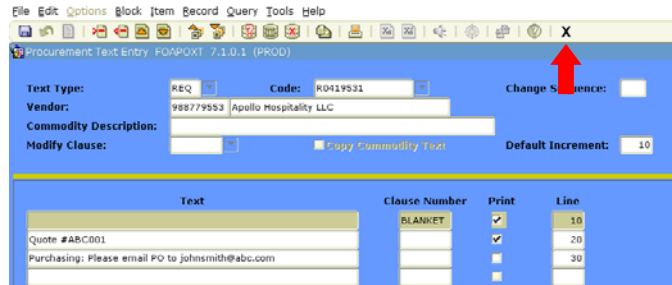 File Edit Options Block Item Record Query Tools Help
X
Procurement Text Entry FOAPOXT 7.1.0.1 (PROD)
Text Type: REQ Code: R0419531 Change Sequence:
Vendor: 988779553 Apollo Hospitality LLC
Commodity Description:
Modify Clause: Copy Commodity Text Default Increment: 10
Text Clause Number Print Line
BLANKET 10
Quote #ABC001 20
Purchasing: Please email PO to johnsmith@abc.com 30